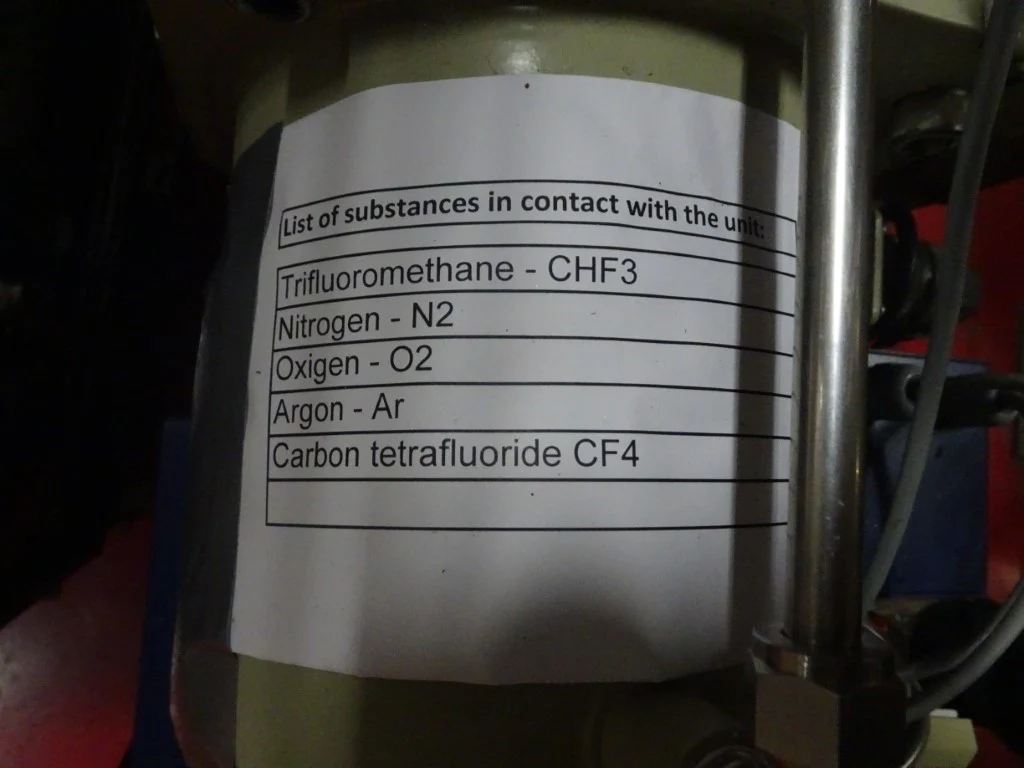 List of substances in contact with the unit:
Trifluoromethane - CHF3
Nitrogen - N2
Oxigen - O2
Argon - Ar
Carbon tetrafluoride CF4